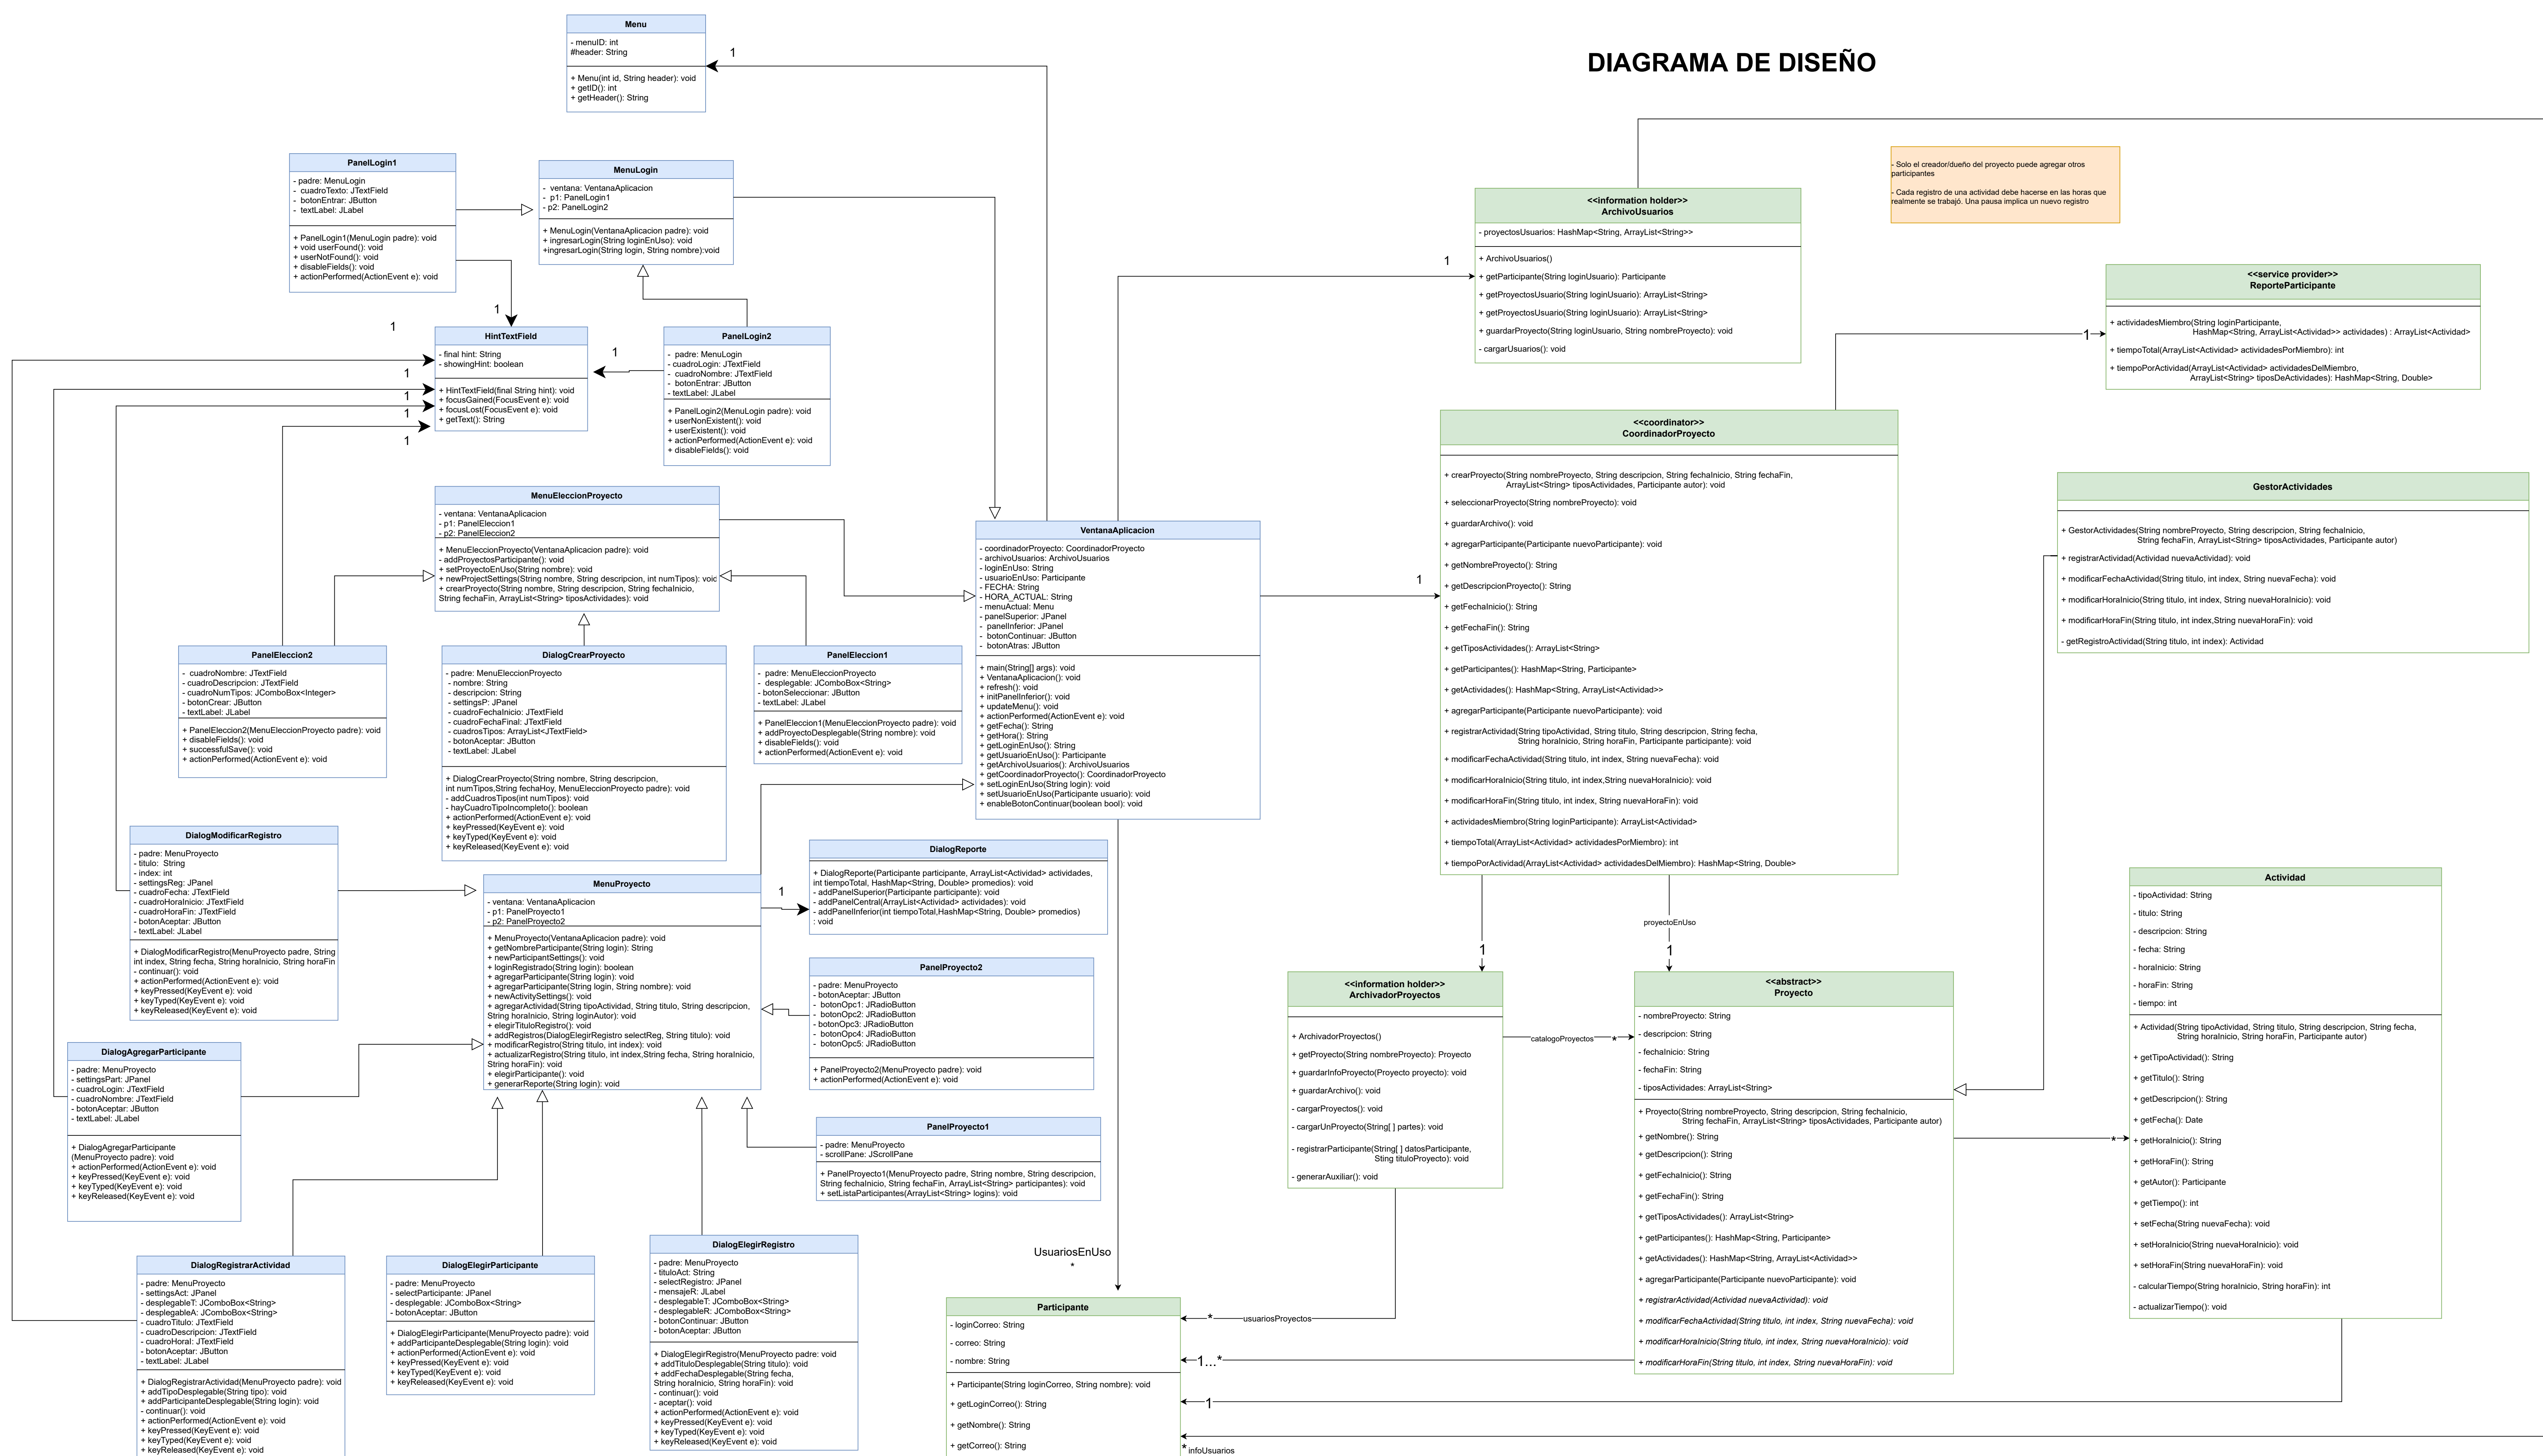 DIAGRAMA DE DISEÑO
Menu
- menuID: int
#header: String
+ Menu(int id, String header): void
+ getID(): int
+ getHeader(): String
1
PanelLogin1
- padre: MenuLogin
- cuadroTexto: JTextField
- botonEntrar: JButton
- textLabel: JLabel
+ PanelLogin1(MenuLogin padre): void
+ void userFound(): void
+ userNotFound(): void
+ disableFields(): void
+ actionPerformed(ActionEvent e): void
MenuLogin
- ventana: VentanaAplicacion
- p1: PanelLogin1
- p2: PanelLogin2
+ MenuLogin(VentanaAplicacion padre): void
+ ingresarLogin(String loginEnUso): void
+ingresarLogin(String login, String nombre):void
1
1
1
1
1
1
1
HintTextField
- final hint: String
- showingHint: boolean
+ HintTextField(final String hint): void
+ focusGained(FocusEvent e): void
+ focusLost(FocusEvent e): void
+ getText(): String
PanelLogin2
- padre: MenuLogin
- cuadroLogin: JTextField
- cuadroNombre: JTextField
- botonEntrar: JButton
- textLabel: JLabel
+ PanelLogin2(MenuLogin padre): void
+ userNonExistent(): void
+ userExistent(): void
+ actionPerformed(ActionEvent e): void
+ disableFields(): void
MenuEleccionProyecto
- ventana: VentanaAplicacion
- p1: PanelEleccion1
- p2: PanelEleccion2
+ MenuEleccionProyecto(VentanaAplicacion padre): void
- addProyectosParticipante(): void
+ setProyectoEnUso(String nombre): void
+ newProjectSettings(String nombre, String descripcion, int numTipos): void
+ crearProyecto(String nombre, String descripcion, String fechaInicio,
String fechaFin, ArrayList<String> tiposActividades): void
PanelEleccion2
- cuadroNombre: JTextField
- cuadroDescripcion: JTextField
- cuadroNumTipos: JComboBox<Integer>
- botonCrear: JButton
- textLabel: JLabel
+ PanelEleccion2(MenuEleccionProyecto padre): void
+ disableFields(): void
+ successfulSave(): void
+ actionPerformed(ActionEvent e): void
DialogCrearProyecto
- padre: MenuEleccionProyecto
- nombre: String
- descripcion: String
- settingsP: JPanel
- cuadroFechaInicio: JTextField
- cuadroFechaFinal: JTextField
- cuadrosTipos: ArrayList<JTextField>
- botonAceptar: JButton
- textLabel: JLabel
+ DialogCrearProyecto(String nombre, String descripcion,
int numTipos,String fechaHoy, MenuEleccionProyecto padre): void
- addCuadrosTipos(int numTipos): void
- hayCuadroTipoIncompleto(): boolean
+ actionPerformed(ActionEvent e): void
+ keyPressed(KeyEvent e): void
+ keyTyped(KeyEvent e): void
+ keyReleased(KeyEvent e): void
PanelEleccion1
- padre: MenuEleccionProyecto
- desplegable: JComboBox<String>
- botonSeleccionar: JButton
- textLabel: JLabel
+ PanelEleccion1(MenuEleccionProyecto padre): void
+ addProyectoDesplegable(String nombre): void
+ disableFields(): void
+ actionPerformed(ActionEvent e): void
VentanaAplicacion
- coordinadorProyecto: CoordinadorProyecto
- archivoUsuarios: ArchivoUsuarios
- loginEnUso: String
- usuarioEnUso: Participante
- FECHA: String
- HORA_ACTUAL: String
- menuActual: Menu
- panelSuperior: JPanel
- panelInferior: JPanel
- botonContinuar: JButton
- botonAtras: JButton
+ main(String[] args): void
+ VentanaAplicacion(): void
+ refresh(): void
+ initPanelInferior(): void
+ updateMenu(): void
+ actionPerformed(ActionEvent e): void
+ getFecha(): String
+ getHora(): String
+ getLoginEnUso(): String
+ getUsuarioEnUso(): Participante
+ getArchivoUsuarios(): ArchivoUsuarios
+ getCoordinadorProyecto(): CoordinadorProyecto
+ setLoginEnUso(String login): void
+ setUsuarioEnUso(Participante usuario): void
+ enableBotonContinuar(boolean bool): void
1
1
DialogModificarRegistro
- padre: MenuProyecto
- titulo: String
- index: int
- settingsReg: JPanel
- cuadroFecha: JTextField
- cuadroHoraInicio: JTextField
- cuadroHoraFin: JTextField
- botonAceptar: JButton
- textLabel: JLabel
+ DialogModificarRegistro(MenuProyecto padre, String
int index, String fecha, String horaInicio, String horaFin
- continuar(): void
+ actionPerformed(ActionEvent e): void
+ keyPressed(KeyEvent e): void
+ keyTyped(KeyEvent e): void
+ keyReleased(KeyEvent e): void
MenuProyecto
- ventana: VentanaAplicacion
- p1: PanelProyecto1
- p2: PanelProyecto2
+ MenuProyecto(VentanaAplicacion padre): void
+ getNombreParticipante(String login): String
+ newParticipantSettings(): void
+ loginRegistrado(String login): boolean
+ agregarParticipante(String login): void
+ agregarParticipante(String login, String nombre): void
+ newActivitySettings(): void
+ agregarActividad(String tipoActividad, String titulo, String descripcion,
String horaInicio, String loginAutor): void
+ elegirTituloRegistro(): void
+ addRegistros(DialogElegirRegistro selectReg, String titulo): void
+ modificarRegistro(String titulo, int index): void
+ actualizarRegistro(String titulo, int index,String fecha, String horaInicio,
String horaFin): void
+ elegirParticipante(): void
+ generarReporte(String login): void
1
DialogReporte
+ DialogReporte(Participante participante, ArrayList<Actividad> actividades,
int tiempoTotal, HashMap<String, Double> promedios): void
- addPanelSuperior(Participante participante): void
- addPanelCentral(ArrayList<Actividad> actividades): void
- addPanelInferior(int tiempoTotal,HashMap<String, Double> promedios)
: void
PanelProyecto2
- padre: MenuProyecto
- botonAceptar: JButton
- botonOpc1: JRadioButton
- botonOpc2: JRadioButton
- botonOpc3: JRadioButton
- botonOpc4: JRadioButton
- botonOpc5: JRadioButton
+ PanelProyecto2(MenuProyecto padre): void
+ actionPerformed(ActionEvent e): void
PanelProyecto1
- padre: MenuProyecto
- scrollPane: JScrollPane
+ PanelProyecto1(MenuProyecto padre, String nombre, String descripcion,
String fechaInicio, String fechaFin, ArrayList<String> participantes): void
+ setListaParticipantes(ArrayList<String> logins): void
DialogAgregarParticipante
- padre: MenuProyecto
- settingsPart: JPanel
- cuadroLogin: JTextField
- cuadroNombre: JTextField
- botonAceptar: JButton
- textLabel: JLabel
+ DialogAgregarParticipante
(MenuProyecto padre): void
+ actionPerformed(ActionEvent e): void
+ keyPressed(KeyEvent e): void
+ keyTyped(KeyEvent e): void
+ keyReleased(KeyEvent e): void
DialogRegistrarActividad
- padre: MenuProyecto
- settingsAct: JPanel
- desplegableT: JComboBox<String>
- desplegableA: JComboBox<String>
- cuadroTitulo: JTextField
- cuadroDescripcion: JTextField
- cuadroHoraI: JTextField
- botonAceptar: JButton
- textLabel: JLabel
+ DialogRegistrarActividad(MenuProyecto padre): void
+ addTipoDesplegable(String tipo): void
+ addParticipanteDesplegable(String login): void
- continuar(): void
+ actionPerformed(ActionEvent e): void
+ keyPressed(KeyEvent e): void
+ keyTyped(KeyEvent e): void
+ keyReleased(KeyEvent e): void
DialogElegirParticipante
- padre: MenuProyecto
- selectParticipante: JPanel
- desplegable: JComboBox<String>
- botonAceptar: JButton
+ DialogElegirParticipante(MenuProyecto padre): void
+ addParticipanteDesplegable(String login): void
+ actionPerformed(ActionEvent e): void
+ keyPressed(KeyEvent e): void
+ keyTyped(KeyEvent e): void
+ keyReleased(KeyEvent e): void
DialogElegirRegistro
- padre: MenuProyecto
- tituloAct: String
- selectRegistro: JPanel
- mensajeR: JLabel
- desplegableT: JComboBox<String>
- desplegableR: JComboBox<String>
- botonContinuar: JButton
- botonAceptar: JButton
+ DialogElegirRegistro(MenuProyecto padre: void
+ addTituloDesplegable(String titulo): void
+ addFechaDesplegable(String fecha,
String horaInicio, String horaFin): void
- continuar(): void
- aceptar(): void
+ actionPerformed(ActionEvent e): void
+ keyPressed(KeyEvent e): void
+ keyTyped(KeyEvent e): void
+ keyReleased(KeyEvent e): void
UsuariosEnUso
*
Participante
- loginCorreo: String
- correo: String
- nombre: String
+ Participante(String loginCorreo, String nombre): void
+ getLoginCorreo(): String
+ getNombre(): String
+ getCorreo(): String
* usuariosProyectos
1...*
1
* infoUsuarios
<<information holder>>
ArchivoUsuarios
- proyectosUsuarios: HashMap<String, ArrayList<String>>
+ ArchivoUsuarios()
+ getParticipante(String loginUsuario): Participante
+ getProyectosUsuario(String loginUsuario): ArrayList<String>
+ getProyectosUsuario(String loginUsuario): ArrayList<String>
+ guardarProyecto(String loginUsuario, String nombreProyecto): void
- cargarUsuarios(): void
- Solo el creador/dueño del proyecto puede agregar otros
participantes
- Cada registro de una actividad debe hacerse en las horas que
realmente se trabajó. Una pausa implica un nuevo registro
<<service provider>>
ReporteParticipante
+ actividadesMiembro(String loginParticipante,
HashMap<String, ArrayList<Actividad>> actividades) : ArrayList<Actividad>
+ tiempoTotal(ArrayList<Actividad> actividadesPorMiembro): int
+ tiempoPorActividad(ArrayList<Actividad> actividadesDelMiembro,
ArrayList<String> tiposDeActividades): HashMap<String, Double>
1
<<coordinator>>
CoordinadorProyecto
+ crearProyecto(String nombreProyecto, String descripcion, String fechaInicio, String fechaFin,
ArrayList<String> tiposActividades, Participante autor): void
+ seleccionarProyecto(String nombreProyecto): void
+ guardarArchivo(): void
+ agregarParticipante(Participante nuevoParticipante): void
+ getNombreProyecto(): String
+ getDescripcionProyecto(): String
+ getFechaInicio(): String
+ getFechaFin(): String
+ getTiposActividades(): ArrayList<String>
+ getParticipantes(): HashMap<String, Participante>
+ getActividades(): HashMap<String, ArrayList<Actividad>>
+ agregarParticipante(Participante nuevoParticipante): void
+ registrarActividad(String tipoActividad, String titulo, String descripcion, String fecha,
String horaInicio, String horaFin, Participante participante): void
+ modificarFechaActividad(String titulo, int index, String nuevaFecha): void
+ modificarHoraInicio(String titulo, int index,String nuevaHoraInicio): void
+ modificarHoraFin(String titulo, int index, String nuevaHoraFin): void
+ actividadesMiembro(String loginParticipante): ArrayList<Actividad>
+ tiempoTotal(ArrayList<Actividad> actividadesPorMiembro): int
+ tiempoPorActividad(ArrayList<Actividad> actividadesDelMiembro): HashMap<String, Double>
GestorActividades
+ GestorActividades(String nombreProyecto, String descripcion, String fechaInicio,
String fechaFin, ArrayList<String> tiposActividades, Participante autor)
+ registrarActividad(Actividad nuevaActividad): void
+ modificarFechaActividad(String titulo, int index, String nuevaFecha): void
+ modificarHoraInicio(String titulo, int index, String nuevaHoraInicio): void
+ modificarHoraFin(String titulo, int index,String nuevaHoraFin): void
- getRegistroActividad(String titulo, int index): Actividad
proyectoEnUso
1
1
<<information holder>>
ArchivadorProyectos
+ ArchivadorProyectos()
+ getProyecto(String nombreProyecto): Proyecto
+ guardarInfoProyecto(Proyecto proyecto): void
+ guardarArchivo(): void
- cargarProyectos(): void
- cargarUnProyecto(String[ ] partes): void
- registrarParticipante(String[ ] datosParticipante,
Sting tituloProyecto): void
- generarAuxiliar(): void
catalogoProyectos *
<<abstract>>
Proyecto
- nombreProyecto: String
- descripcion: String
- fechaInicio: String
- fechaFin: String
- tiposActividades: ArrayList<String>
+ Proyecto(String nombreProyecto, String descripcion, String fechaInicio,
String fechaFin, ArrayList<String> tiposActividades, Participante autor)
+ getNombre(): String
+ getDescripcion(): String
+ getFechaInicio(): String
+ getFechaFin(): String
+ getTiposActividades(): ArrayList<String>
+ getParticipantes(): HashMap<String, Participante>
+ getActividades(): HashMap<String, ArrayList<Actividad>>
+ agregarParticipante(Participante nuevoParticipante): void
+ registrarActividad(Actividad nuevaActividad): void
+ modificarFechaActividad(String titulo, int index, String nuevaFecha): void
+ modificarHoraInicio(String titulo, int index, String nuevaHoraInicio): void
+ modificarHoraFin(String titulo, int index, String nuevaHoraFin): void
*
Actividad
- tipoActividad: String
- titulo: String
- descripcion: String
- fecha: String
- horaInicio: String
- horaFin: String
- tiempo: int
+ Actividad(String tipoActividad, String titulo, String descripcion, String fecha,
String horaInicio, String horaFin, Participante autor)
+ getTipoActividad(): String
+ getTitulo(): String
+ getDescripcion(): String
+ getFecha(): Date
+ getHoraInicio(): String
+ getHoraFin(): String
+ getAutor(): Participante
+ getTiempo(): int
+ setFecha(String nuevaFecha): void
+ setHoraInicio(String nuevaHoraInicio): void
+ setHoraFin(String nuevaHoraFin): void
- calcularTiempo(String horaInicio, String horaFin): int
- actualizarTiempo(): void